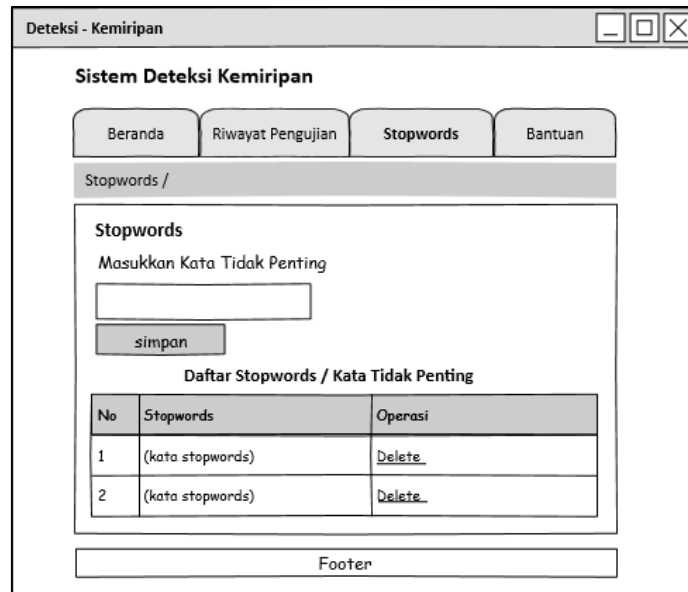 Deteksi - Kemiripan
Sistem Deteksi Kemiripan
Beranda Riwayat Pengujian Stopwords Bantuan
Stopwords /
Stopwords
Masukkan Kata Tidak Penting
simpan
Daftar Stopwords / Kata Tidak Penting
No Stopwords Operasi
1 (kata stopwords) Delete
2 (kata stopwords) Delete
Footer